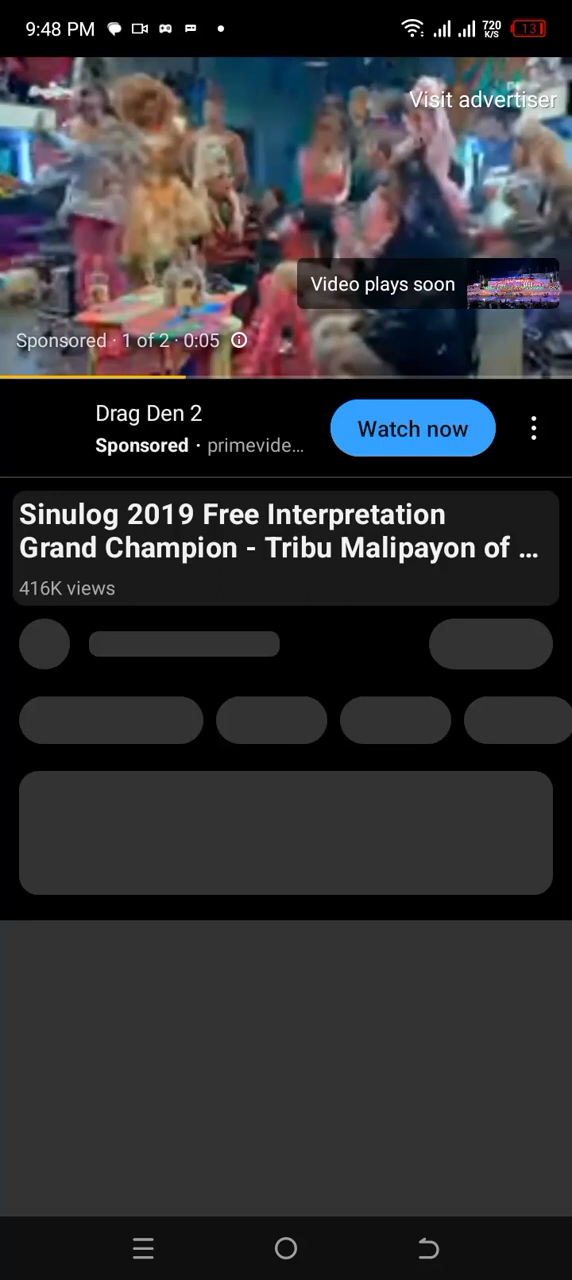 9:48 PM
720
K/S
13
Visit advertiser
Video plays soon
Sponsored · 1 of 2 · 0:05
Drag Den 2
Watch now
Sponsored · primevide...
Sinulog 2019 Free Interpretation
Grand Champion - Tribu Malipayon of ...
416K views